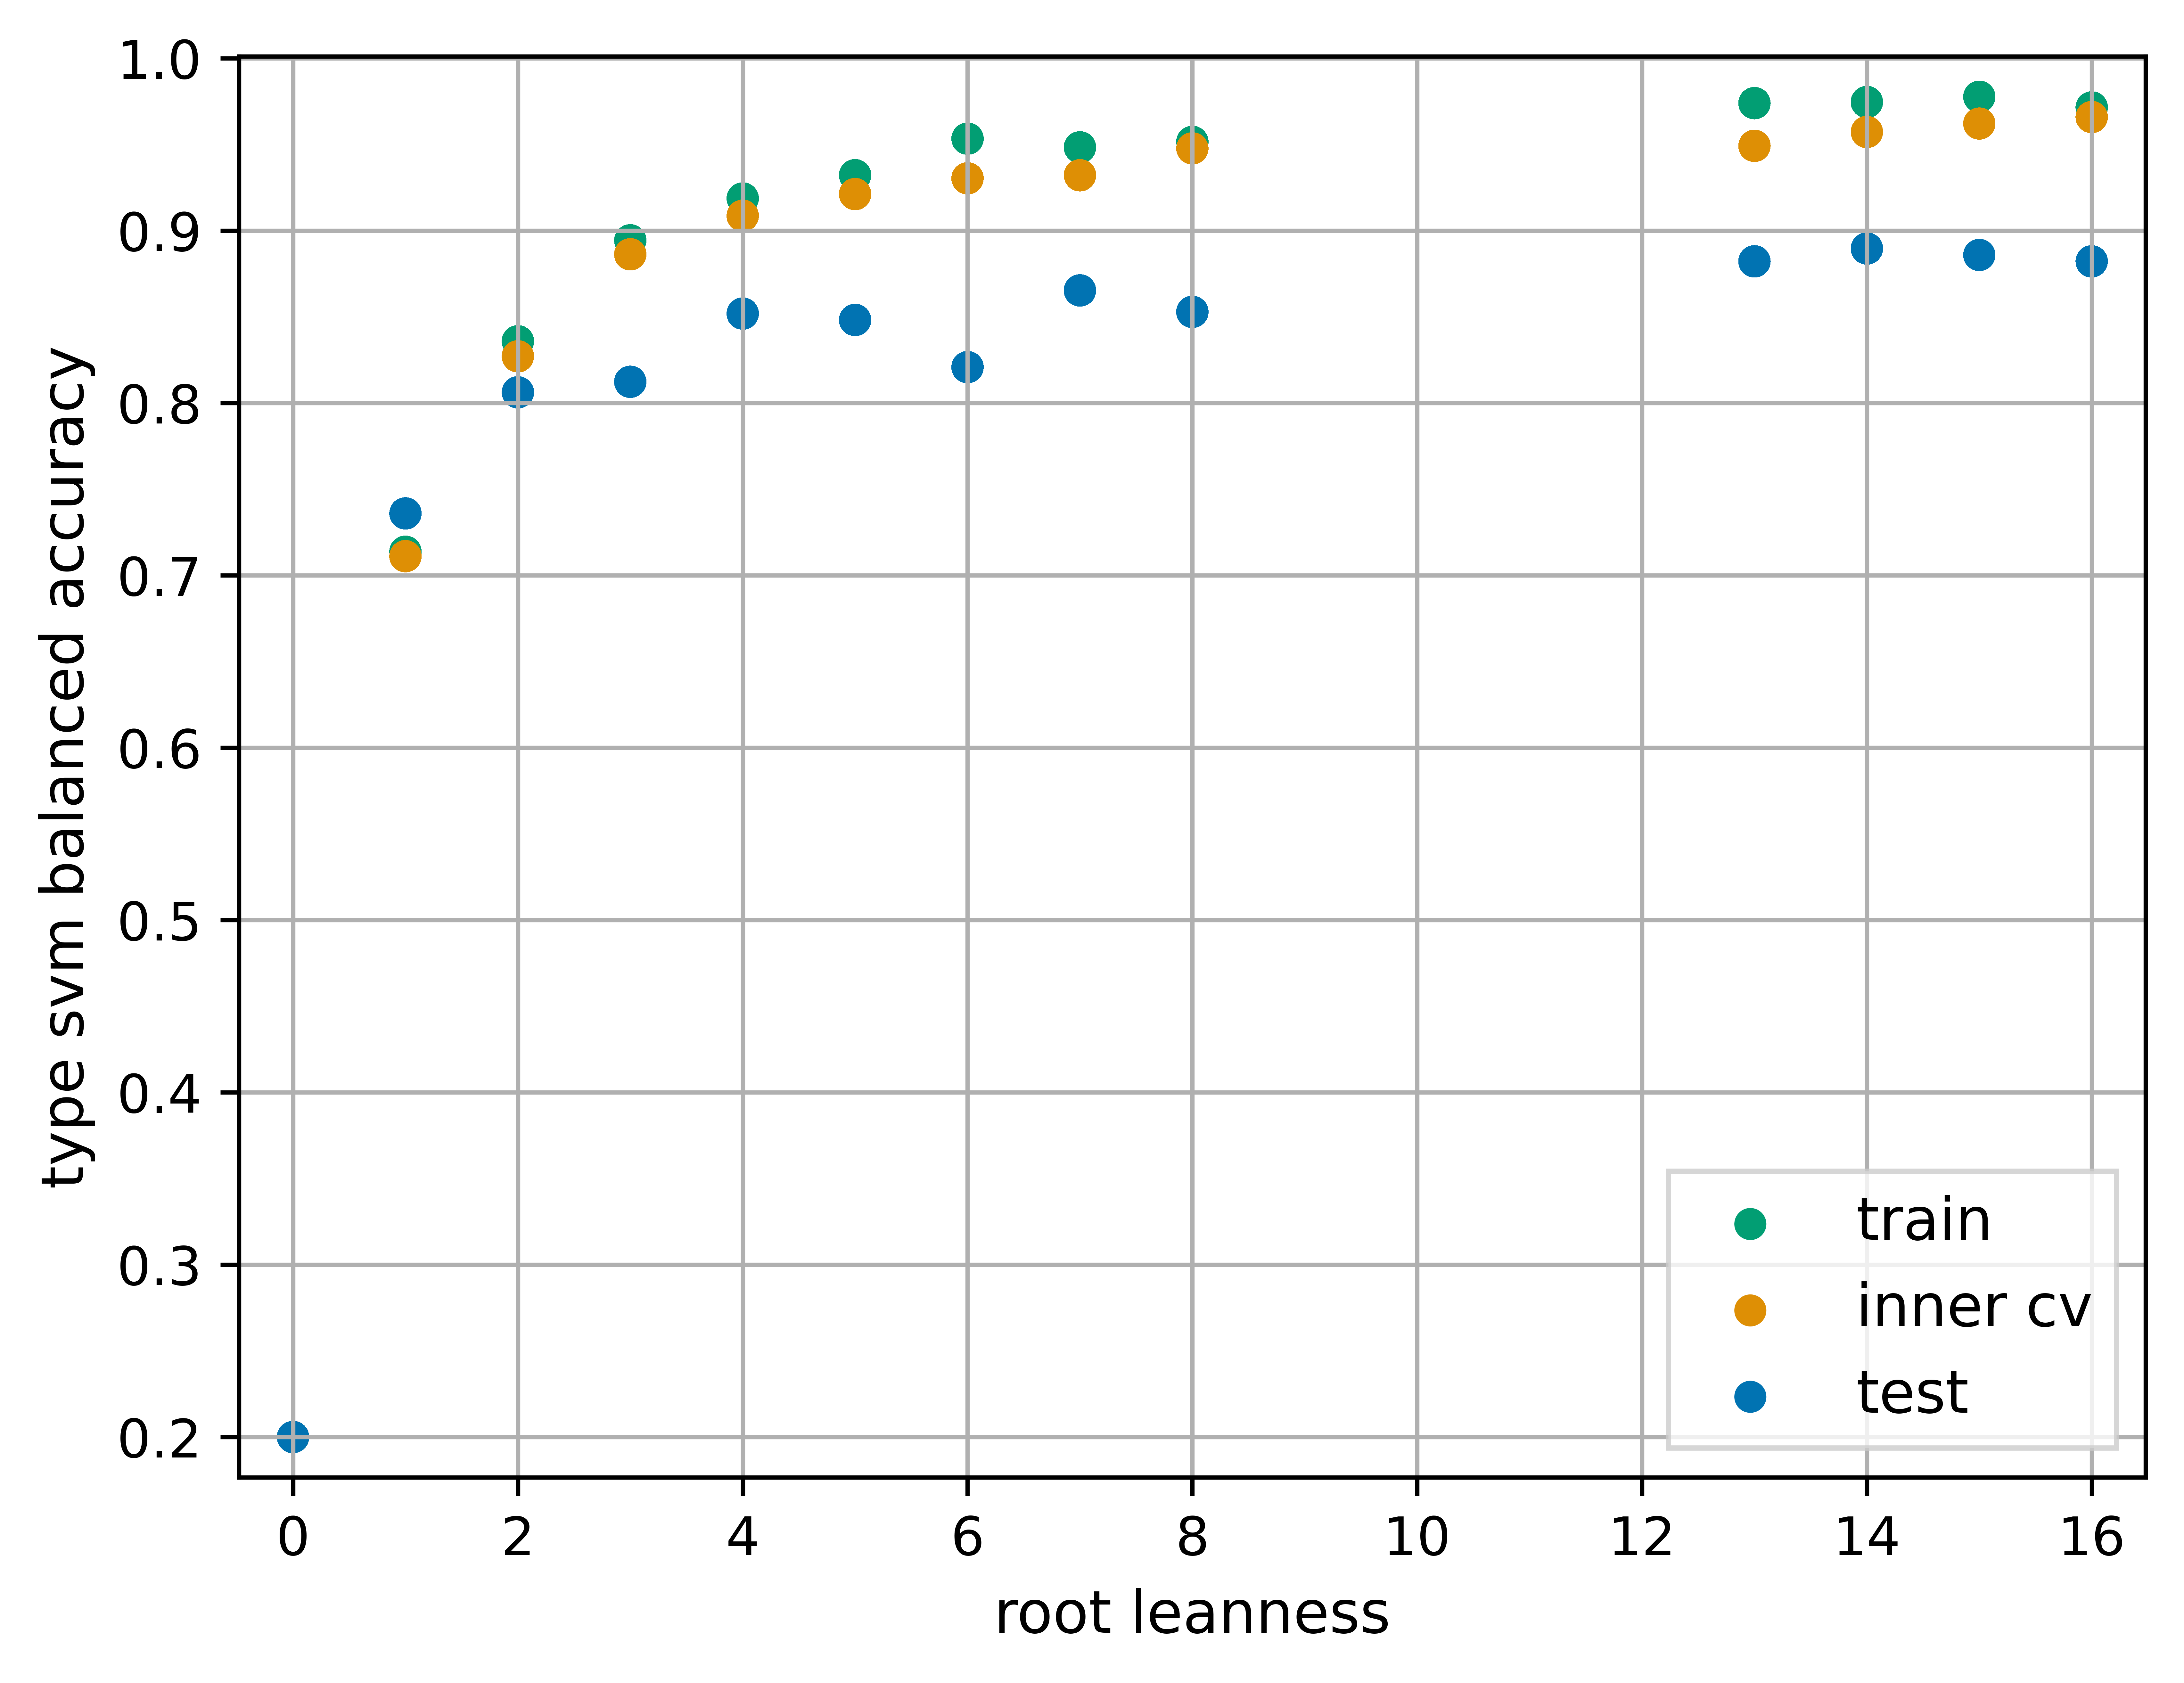 1.0
0.9
0.8
0.7
0.6
0.5
0.4
0.3
0.2
type svm balanced accuracy
train
inner cv
test
0 2 4 6 8 10 12 14 16
root leanness